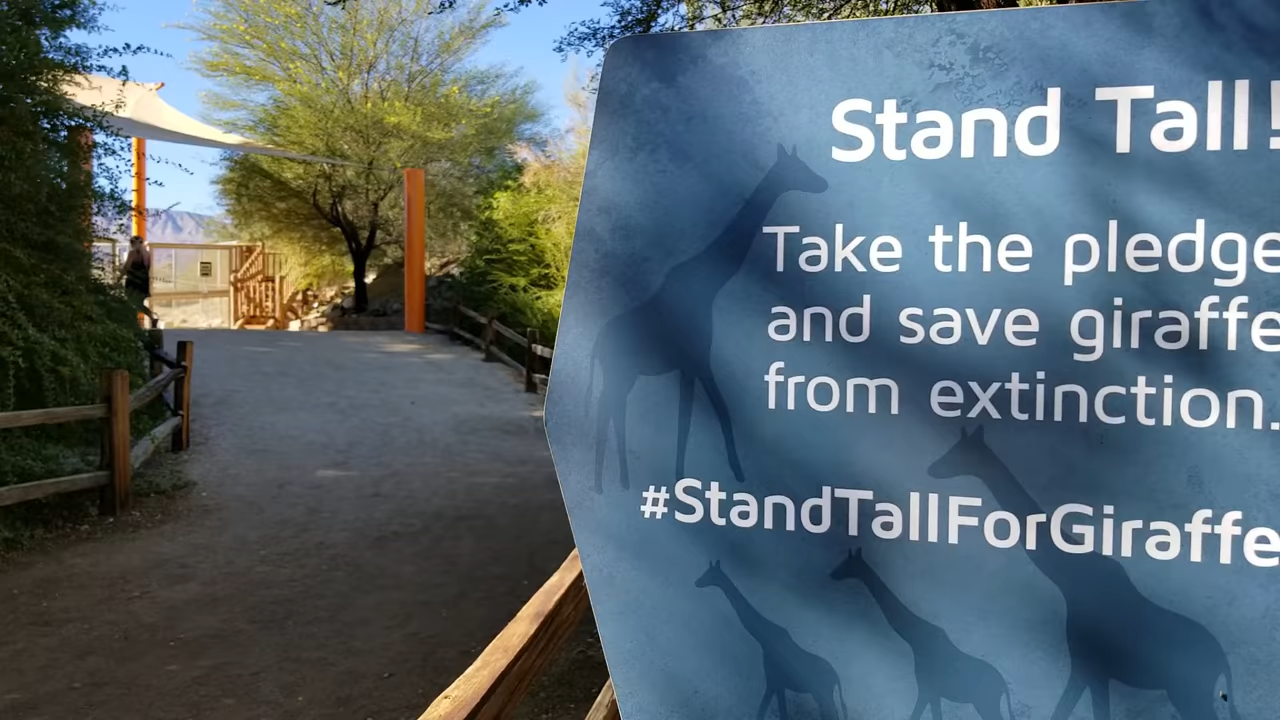 Stand Tall!
Take the pledge
and save giraffe
from extinction.
#StandTallForGiraffe